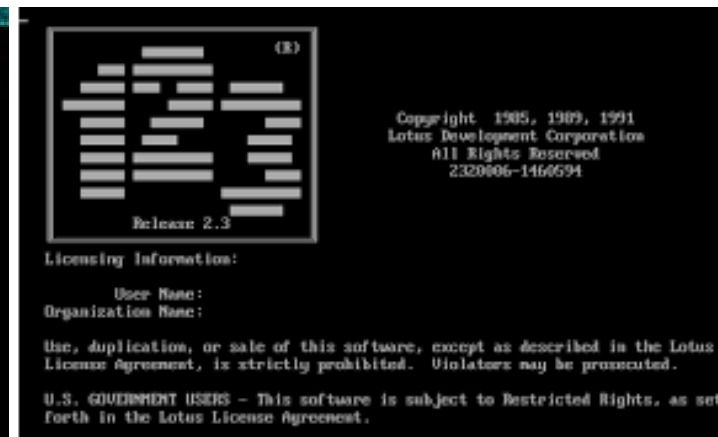 (R)
Release 2.3
Copyright 1985, 1989, 1991
Lotus Development Corporation
All Rights Reserved
2320006-1460594
Licensing Information:
User Name:
Organization Name:
Use, duplication, or sale of this software, except as described in the Lotus
License Agreement, is strictly prohibited. Violators may be prosecuted.
U.S. GOVERNMENT USERS - This software is subject to Restricted Rights, as set
forth in the Lotus License Agreement.